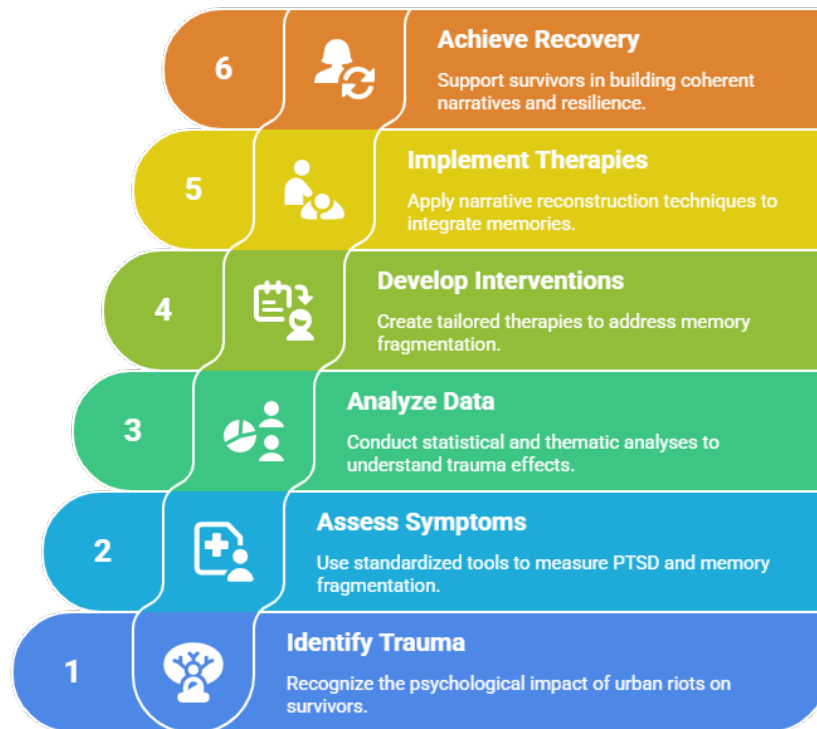 6
Achieve Recovery
Support survivors in building coherent
narratives and resilience.
5
Implement Therapies
Apply narrative reconstruction techniques to
integrate memories.
4
Develop Interventions
Create tailored therapies to address memory
fragmentation.
3
Analyze Data
Conduct statistical and thematic analyses to
understand trauma effects.
2
Assess Symptoms
Use standardized tools to measure PTSD and memory
fragmentation.
1
Identify Trauma
Recognize the psychological impact of urban riots on
survivors.